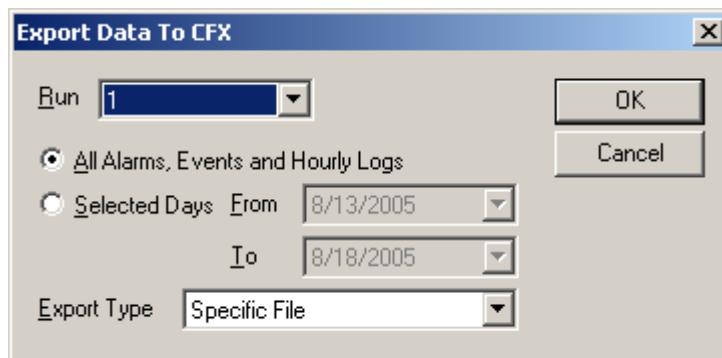 Export Data To CFX
Run 1 OK
All Alarms, Events and Hourly Logs Cancel
Selected Days From 8/13/2005
To 8/18/2005
Export Type Specific File